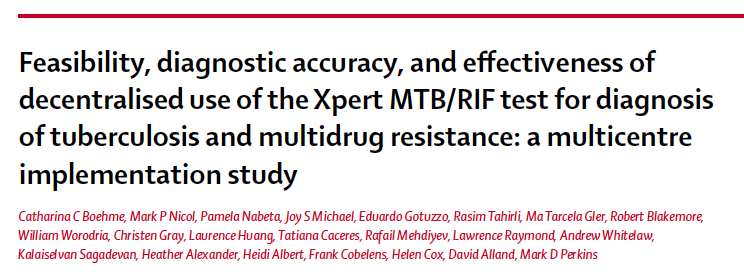 Feasibility, diagnostic accuracy, and effectiveness of
decentralised use of the Xpert MTB/RIF test for diagnosis
of tuberculosis and multidrug resistance: a multicentre
implementation study
Catharina C Boehme, Mark P Nicol, Pamela Nabeta, Joy S Michael, Eduardo Gotuzzo, Rasim Tahirli, Ma Tarcela Gler, Robert Blakemore,
William Worodria, Christen Gray, Laurence Huang, Tatiana Caceres, Rafail Mehdiyev, Lawrence Raymond, Andrew Whitelaw,
Kalaiselvan Sagadevan, Heather Alexander, Heidi Albert, Frank Cobelens, Helen Cox, David Alland, Mark D Perkins